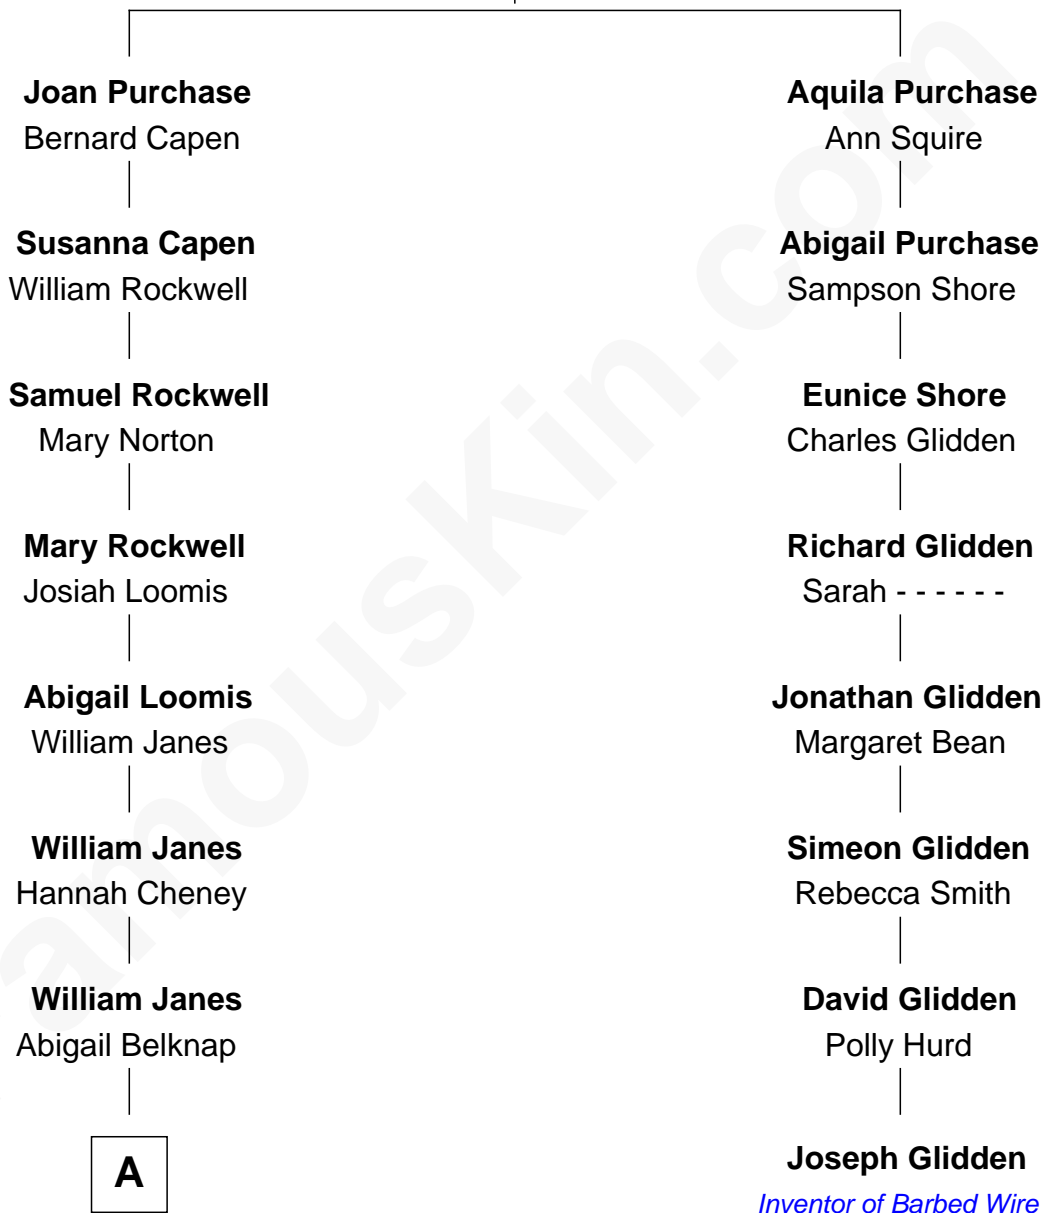 Joan Purchase
Bernard Capen
Susanna Capen
William Rockwell
Samuel Rockwell
Mary Norton
Mary Rockwell
Josiah Loomis
Abigail Loomis
William Janes
William Janes
Hannah Cheney
William Janes
Abigail Belknap
A
Aquila Purchase
Ann Squire
Abigail Purchase
Sampson Shore
Eunice Shore
Charles Glidden
Richard Glidden
Sarah - - - - - -
Jonathan Glidden
Margaret Bean
Simeon Glidden
Rebecca Smith
David Glidden
Polly Hurd
Joseph Glidden
Inventor of Barbed Wire
amouskin.com